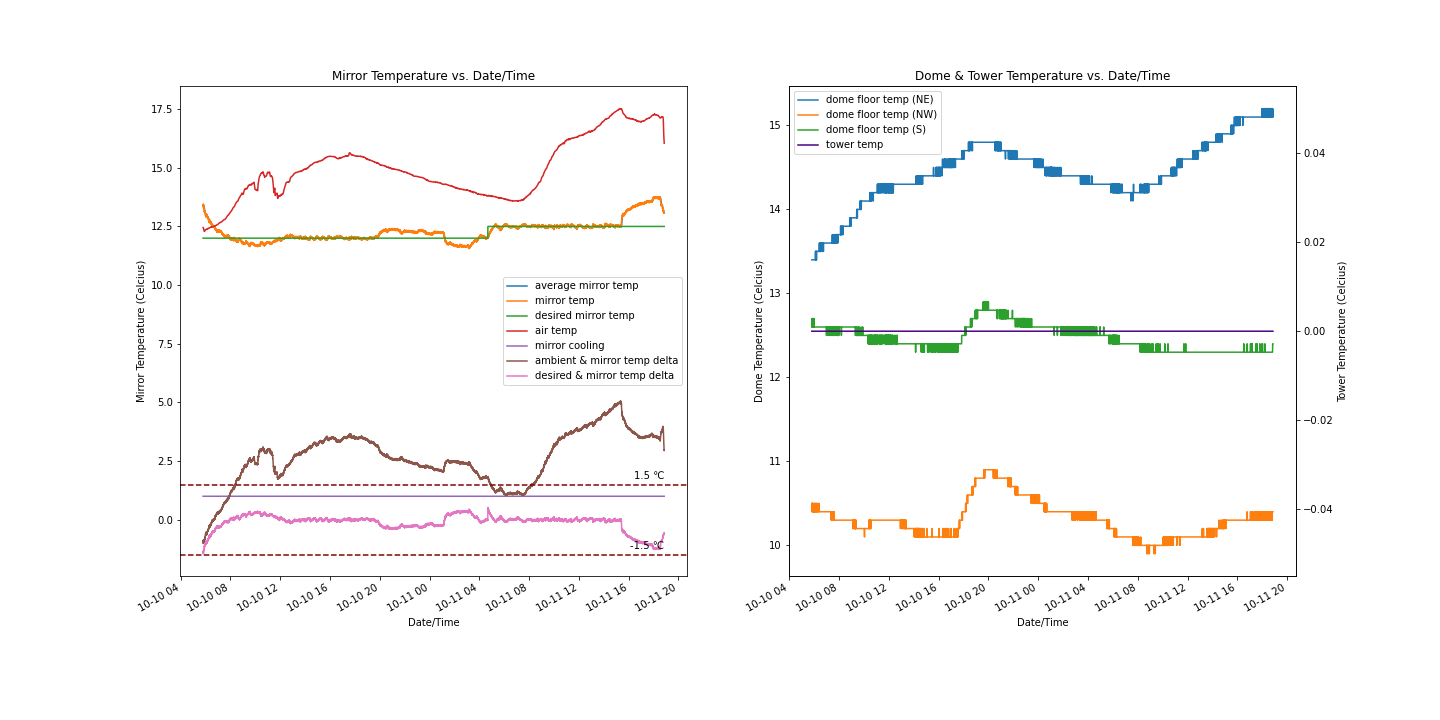 Mirror Temperature vs. Date/Time
Mirror Temperature (Celcius)
17.5
15.0
12.5
10.0
7.5
5.0
2.5
0.0
average mirror temp
mirror temp
desired mirror temp
air temp
mirror cooling
ambient & mirror temp delta
desired & mirror temp delta
1.5 °C
-1.5 °C
10-10 04
10-10 08
10-10 12
10-10 16
10-10 20
10-11 00
10-11 04
10-11 08
10-11 12
10-11 16
10-11 20
Date/Time
Dome & Tower Temperature vs. Date/Time
Dome Temperature (Celcius)
15
14
13
12
11
10
dome floor temp (NE)
dome floor temp (NW)
dome floor temp (S)
tower temp
0.04
0.02
0.00
−0.02
−0.04
Tower Temperature (Celcius)
10-10 04
10-10 08
10-10 12
10-10 16
10-10 20
10-11 00
10-11 04
10-11 08
10-11 12
10-11 16
10-11 20
Date/Time